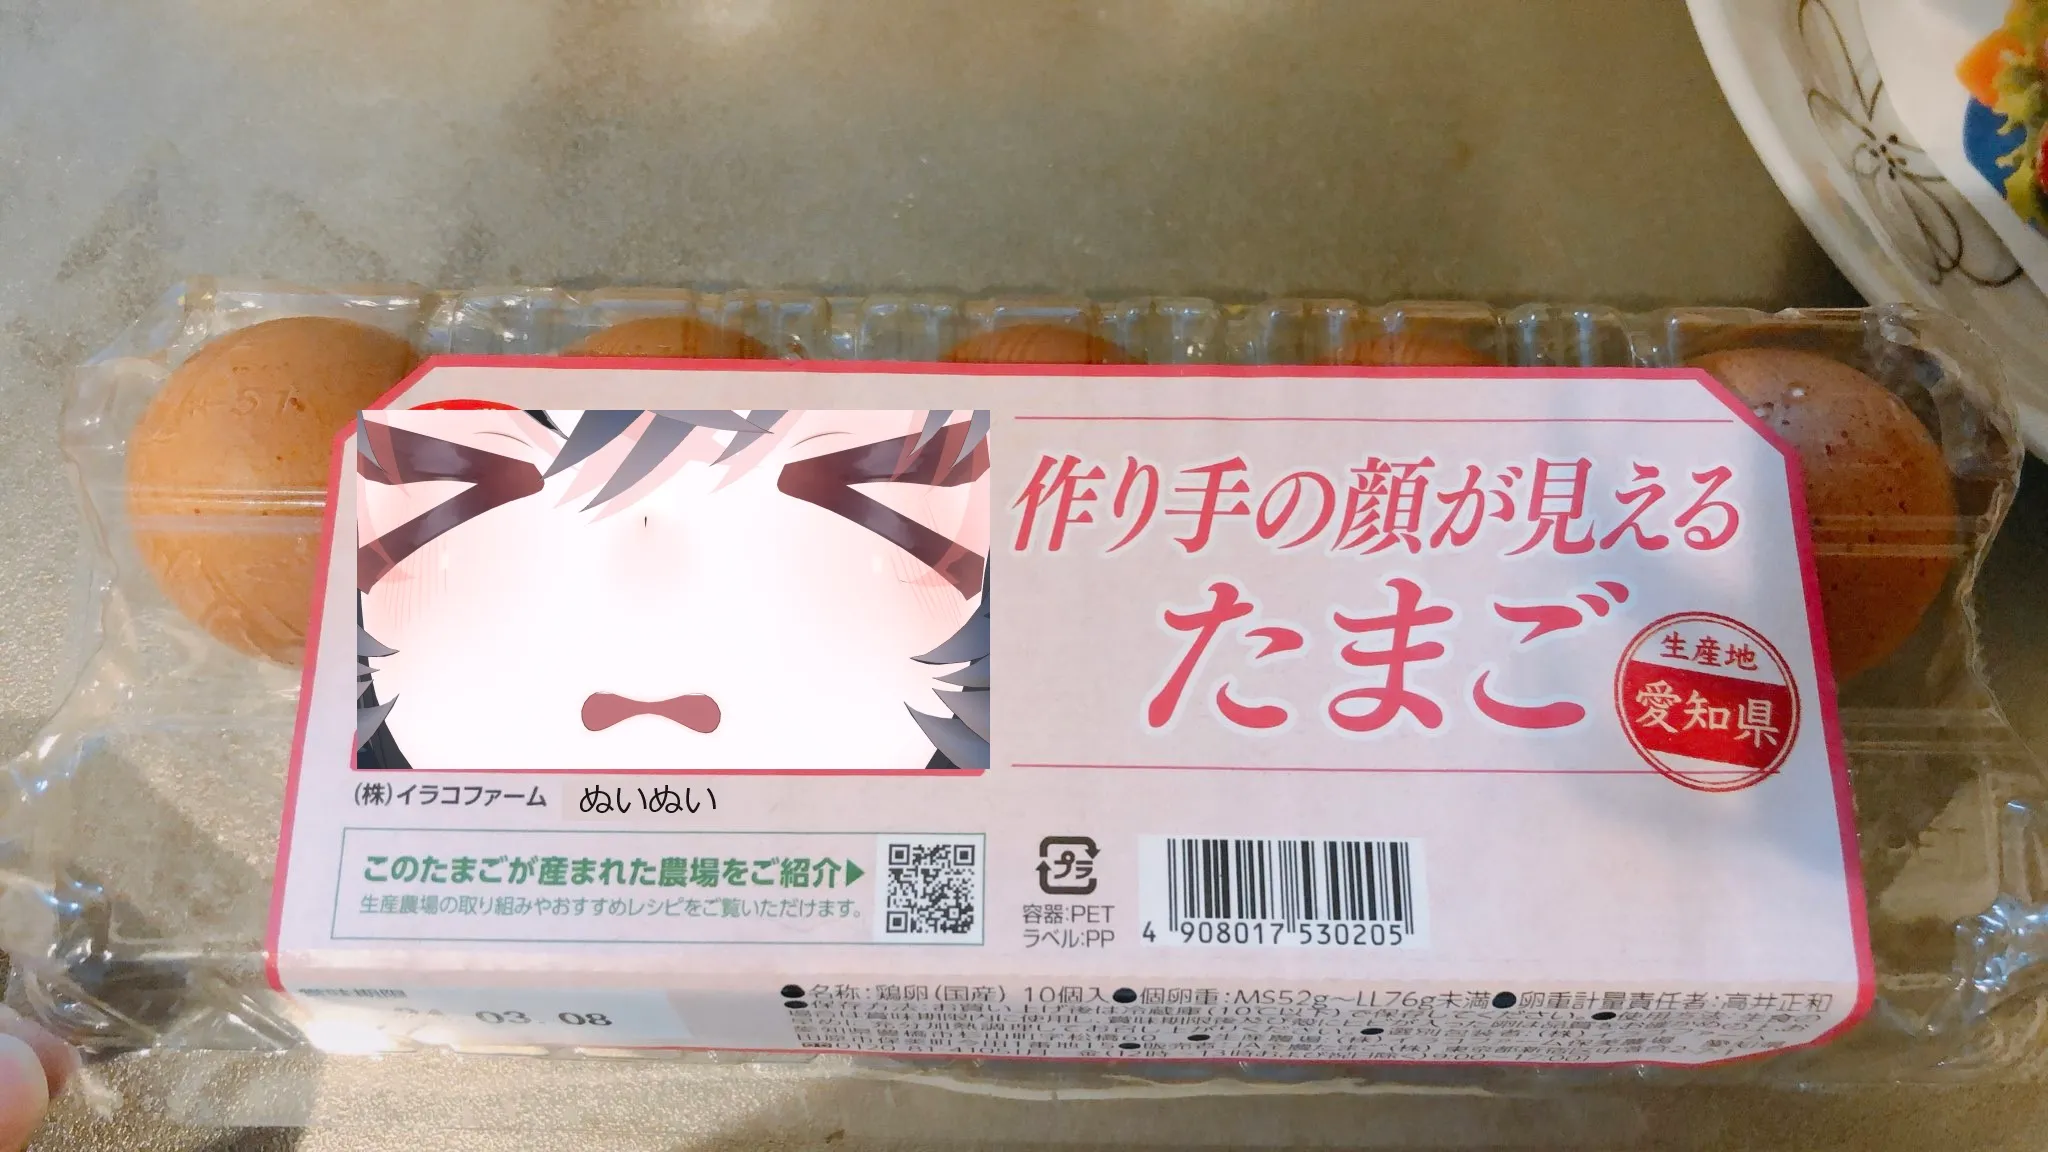 作り手の顔が見える
たまご
生産地
愛知県
(株)イラコファーム ぬいぬい
このたまごが産まれた農場をご紹介▶
生産農場の取り組みやおすすめレシピをご覧いただけます。
プラ
容器:PET
ラベル:PP
4 908017 530205
賞味期限
24.03.08
●名称:鶏卵(国産) 10個入●個卵重:MS52g〜LL76g未満●卵重計量責任者:高井正和